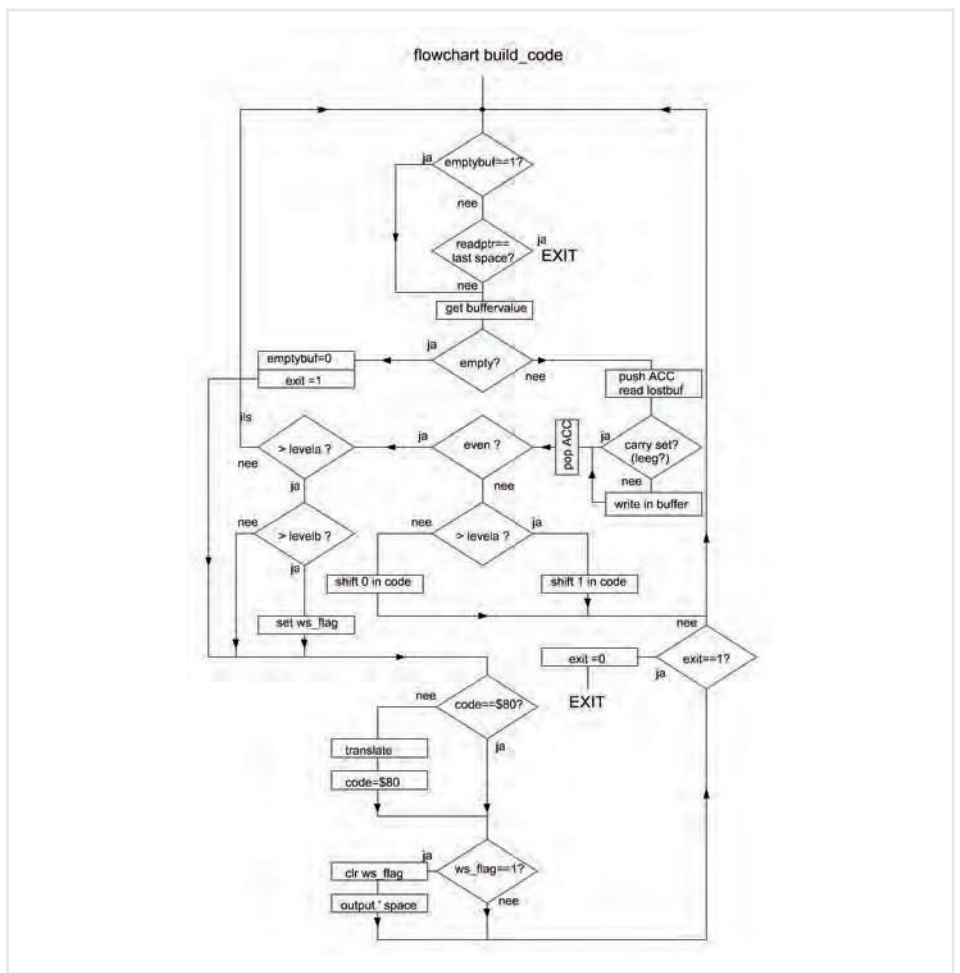 flowchart build_code
ja
emptybuf==1?
nee
readptr==
last space?
ja
EXIT
nee
get buffervalue
emptybuf=0
exit =1
ja
empty?
nee
push ACC
read lostbuf
> levela ?
nee
ja
ja
even ?
nee
pop ACC
ja
carry set?
(leeg?)
nee
write in buffer
nee
> levelb ?
ja
nee
> levela ?
ja
shift 0 in code
shift 1 in code
set ws_flag
nee
exit =0
exit==1?
ja
EXIT
nee
code==$80?
ja
translate
code=$80
ja
clr ws_flag
ws_flag==1?
nee
output ' space